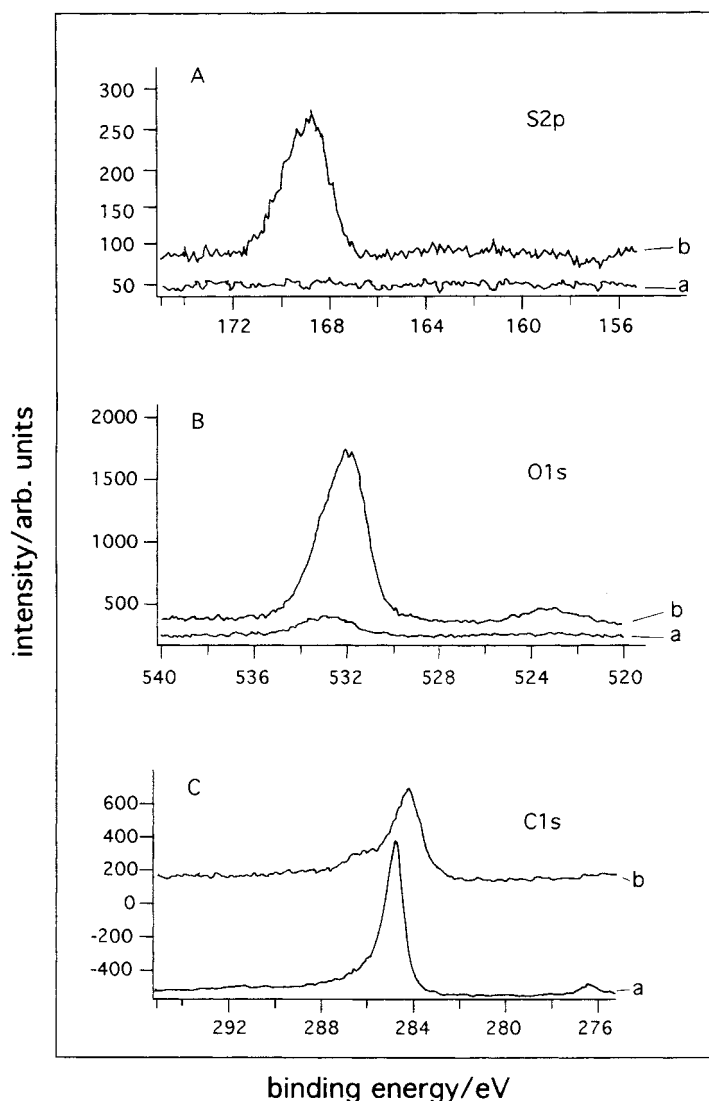 A
S2p
300
250
200
150
100
50
b
a
172 168 164 160 156
intensity/arb. units
B
O1s
2000
1500
1000
500
b
a
540 536 532 528 524 520
C
C1s
600
400
200
0
-200
-400
b
a
292 288 284 280 276
binding energy/eV